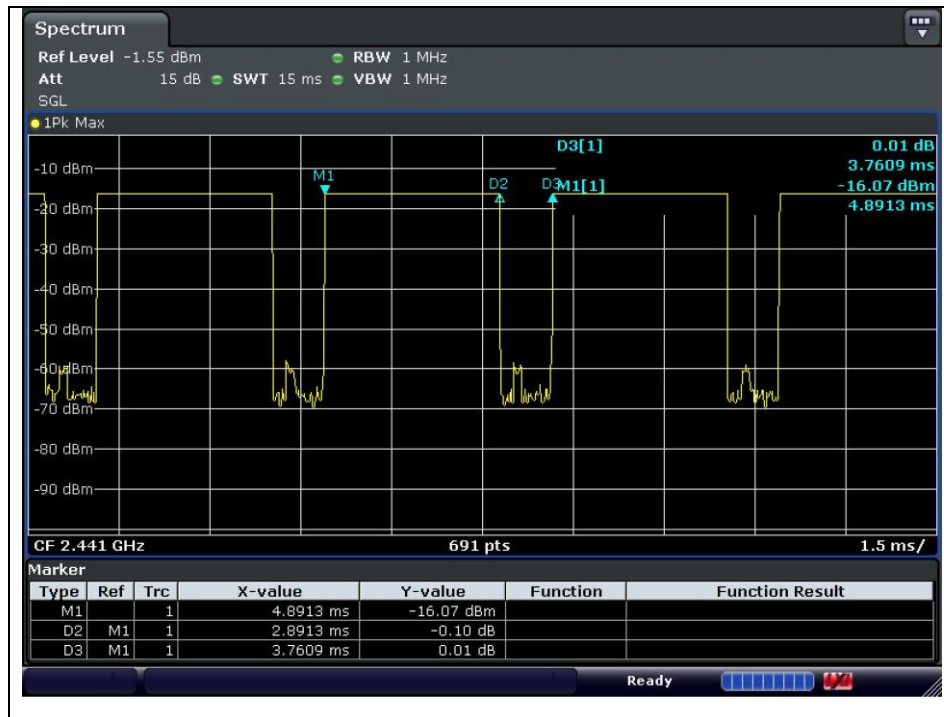 Spectrum
Ref Level -1.55 dBm RBW 1 MHz
Att 15 dB SWT 15 ms VBW 1 MHz
SGL
1Pk Max
D3[1] 0.01 dB
3.7609 ms
M1[1] -16.07 dBm
4.8913 ms
-10 dBm
M1
D2 D3
-20 dBm
-30 dBm
-40 dBm
-50 dBm
-60 dBm
-70 dBm
-80 dBm
-90 dBm
CF 2.441 GHz 691 pts 1.5 ms/
Marker
Type Ref Trc X-value Y-value Function Function Result
M1 1 4.8913 ms -16.07 dBm
D2 M1 1 2.8913 ms -0.10 dB
D3 M1 1 3.7609 ms 0.01 dB
Ready